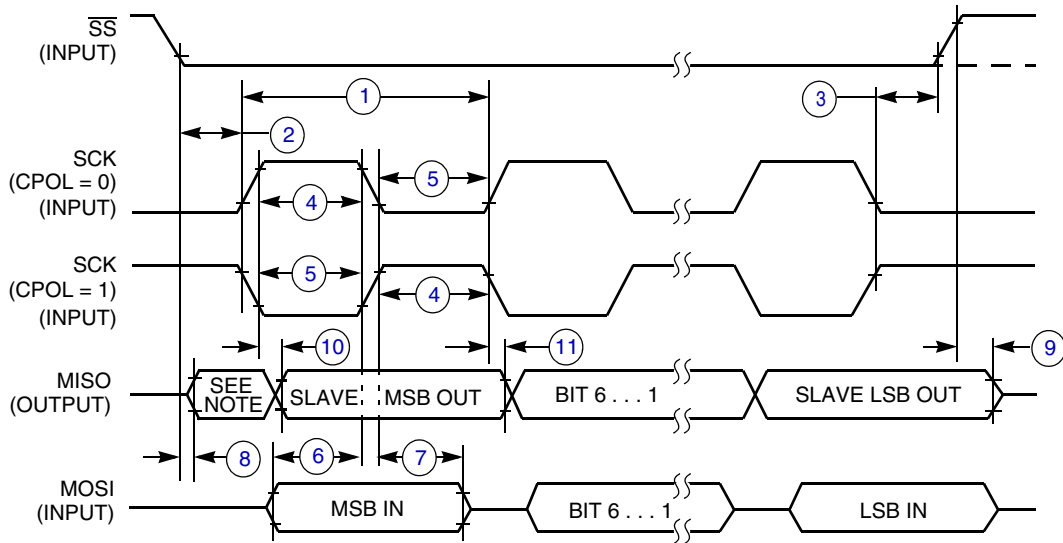 SS
(INPUT)
1
3
2
SCK
(CPOL = 0)
(INPUT)
5
4
SCK
(CPOL = 1)
(INPUT)
5
4
10
11
9
MISO
(OUTPUT)
SEE
NOTE
SLAVE
MSB OUT
BIT 6 . . . 1
SLAVE LSB OUT
8
6
7
MOSI
(INPUT)
MSB IN
BIT 6 . . . 1
LSB IN